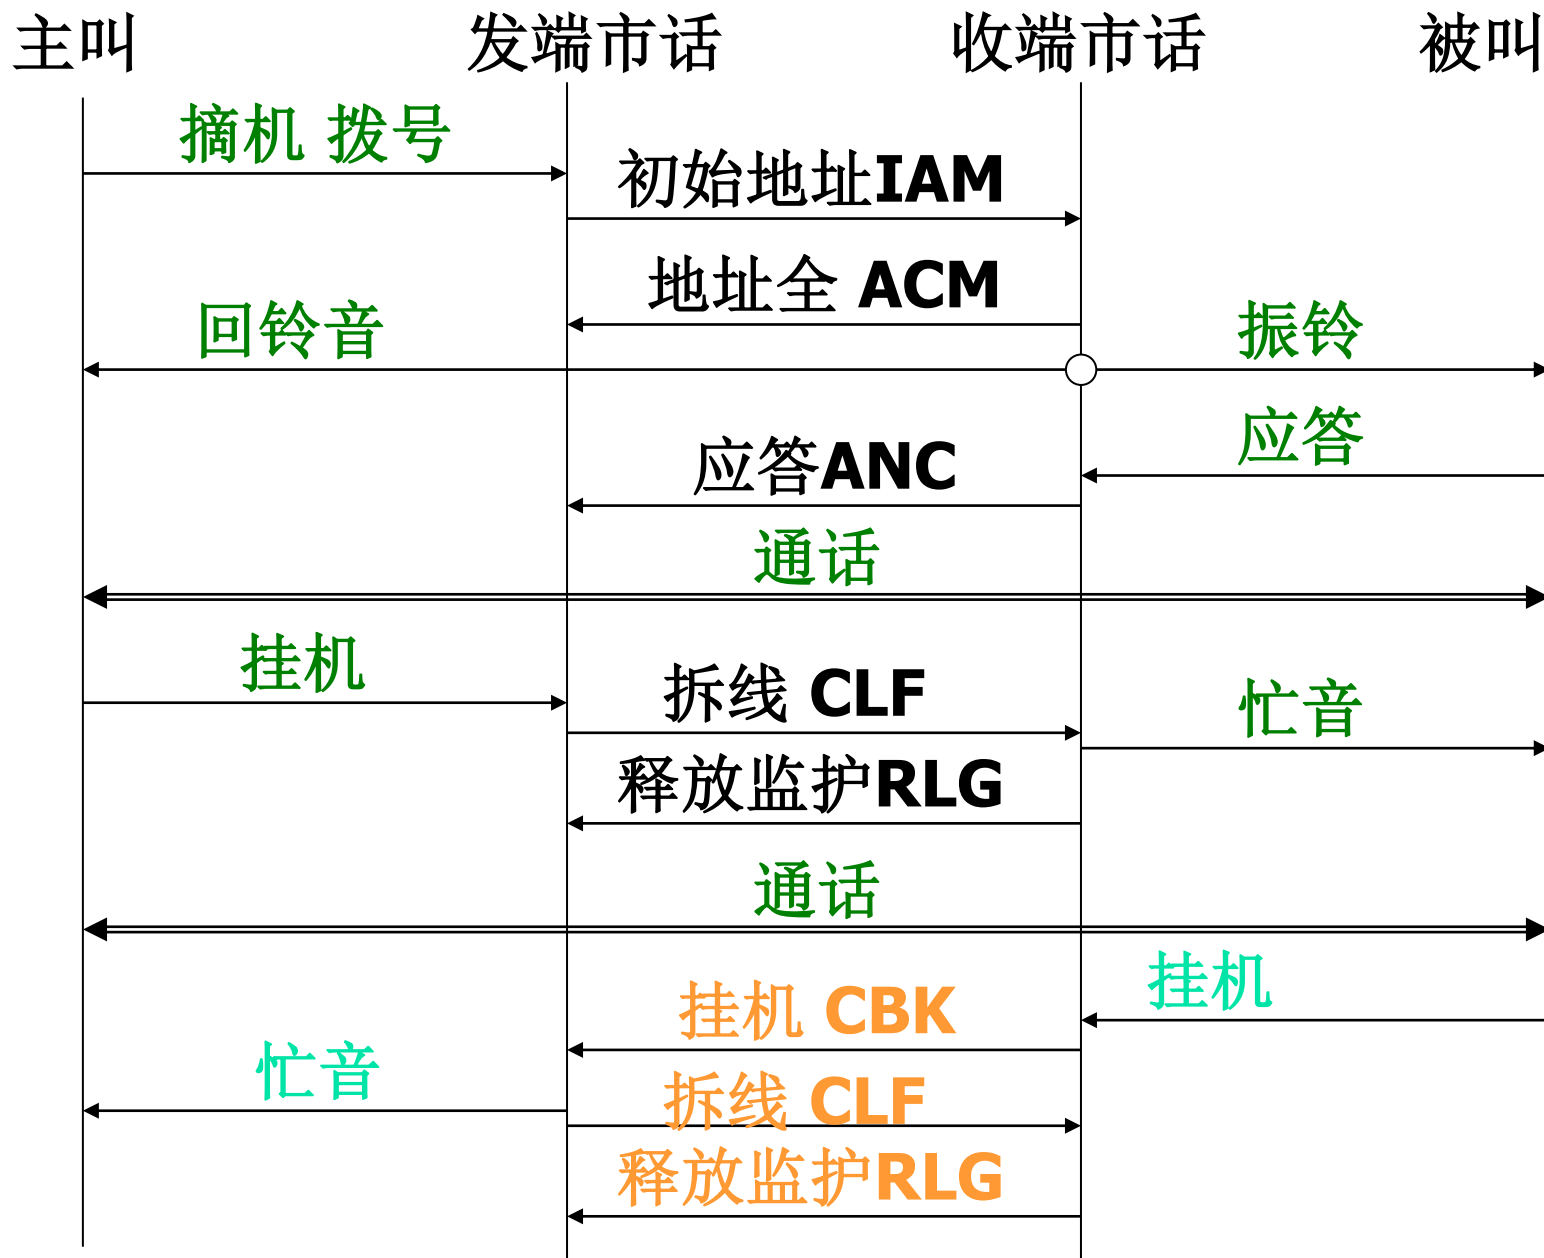 主叫 发端市话 收端市话 被叫
摘机 拨号
初始地址IAM
地址全 ACM
回铃音 振铃
应答
应答ANC
通话
挂机
拆线 CLF
忙音
释放监护RLG
通话
挂机
挂机 CBK
忙音
拆线 CLF
释放监护RLG